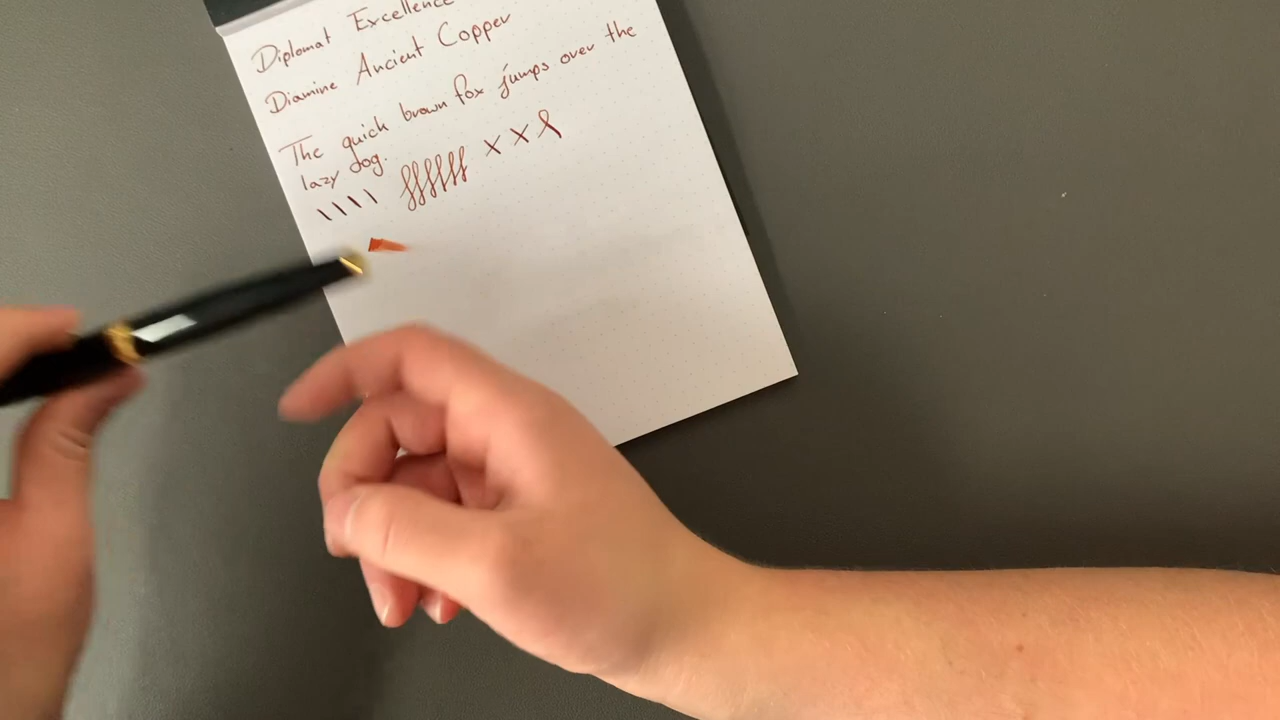 Diplomat Excellence
Diamine Ancient Copper
The quick brown fox jumps over the
lazy dog.